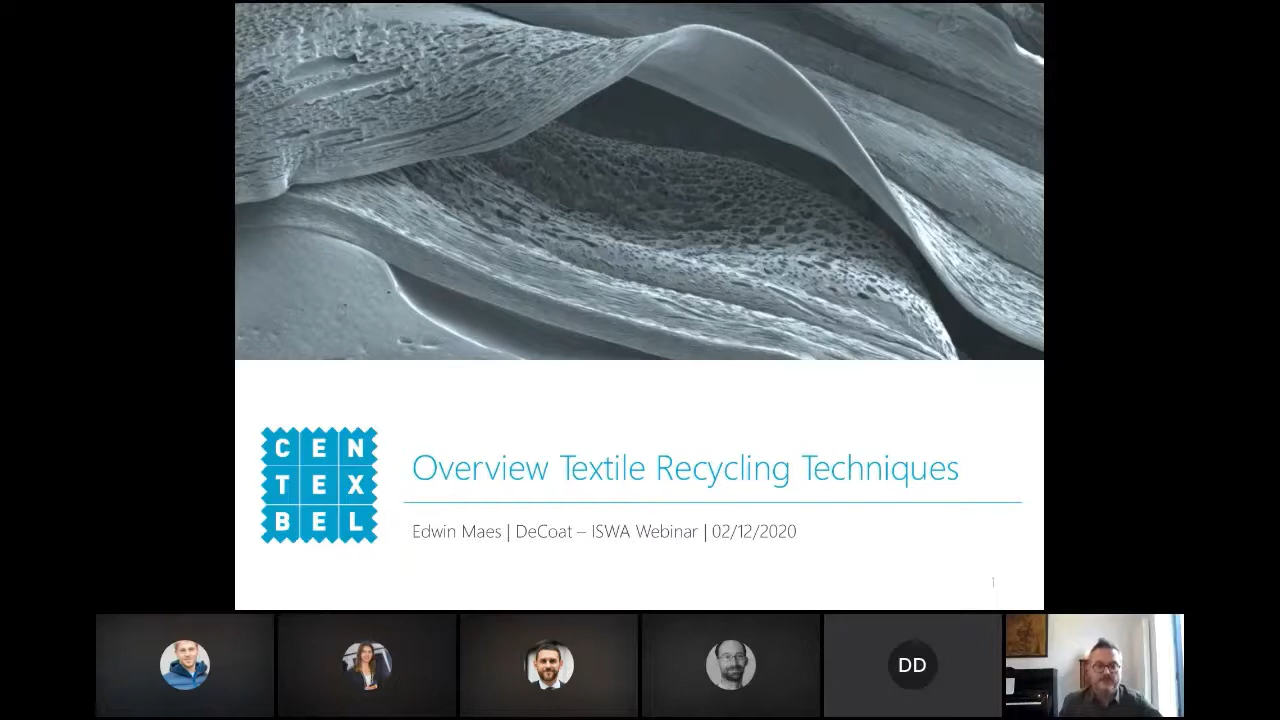 CEN
TEX
BEL
Overview Textile Recycling Techniques
Edwin Maes | DeCoat – ISWA Webinar | 02/12/2020
1
DD